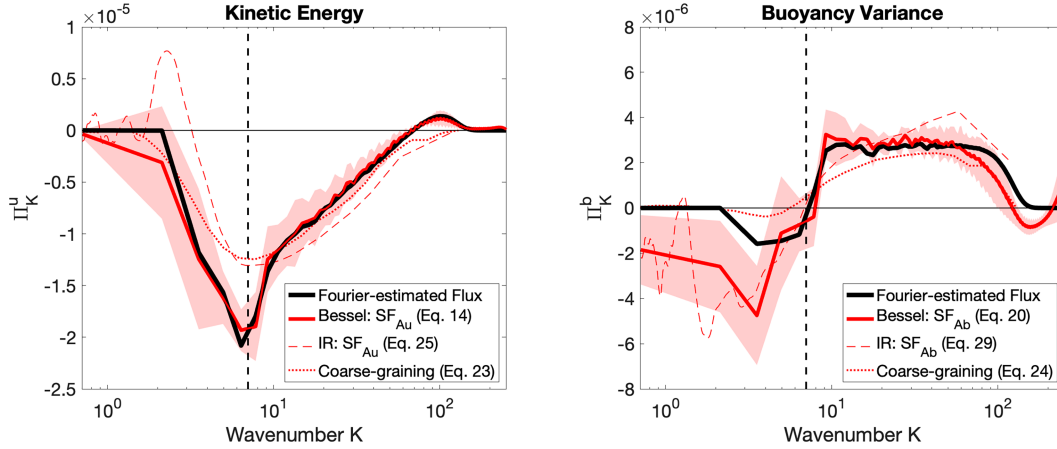 Kinetic Energy
×10⁻⁵
1
0.5
0
-0.5
-1
-1.5
-2
-2.5
Π^u_K
10⁰
10¹
10²
Wavenumber K
Fourier-estimated Flux
Bessel: SF_Au (Eq. 14)
IR: SF_Au (Eq. 25)
Coarse-graining (Eq. 23)
Buoyancy Variance
×10⁻⁶
8
6
4
2
0
-2
-4
-6
-8
Π^b_K
10⁰
10¹
10²
Wavenumber K
Fourier-estimated Flux
Bessel: SF_Ab (Eq. 20)
IR: SF_Ab (Eq. 29)
Coarse-graining (Eq. 24)